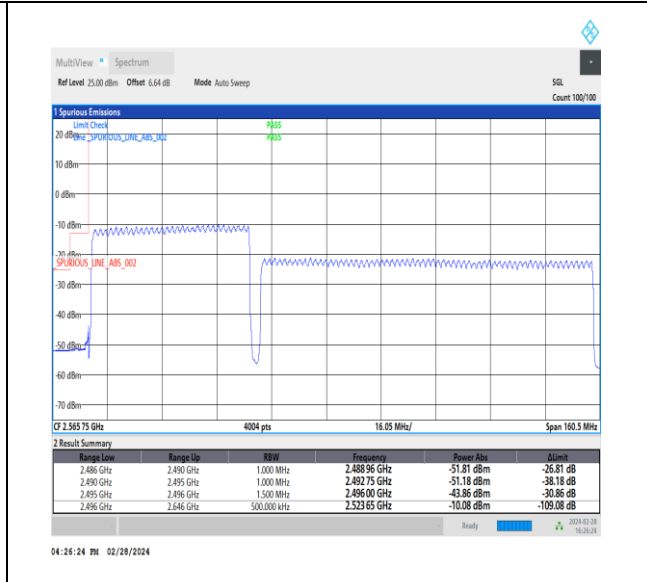 MultiView Spectrum
Ref Level 25.00 dBm Offset 6.64 dB Mode Auto Sweep SGL
Count 100/100
1 Spurious Emissions
Limit Check PASS
Line _SPURIOUS_LINE_ABS_002 PASS
20 dBm
10 dBm
0 dBm
-10 dBm
-20 dBm
_SPURIOUS_LINE_ABS_002
-30 dBm
-40 dBm
-50 dBm
-60 dBm
-70 dBm
CF 2.565 75 GHz 4004 pts 16.05 MHz/ Span 160.5 MHz
2 Result Summary
Range Low Range Up RBW Frequency Power Abs ΔLimit
2.486 GHz 2.490 GHz 1.000 MHz 2.488 96 GHz -51.81 dBm -26.81 dB
2.490 GHz 2.495 GHz 1.000 MHz 2.492 75 GHz -51.18 dBm -38.18 dB
2.495 GHz 2.496 GHz 1.500 MHz 2.496 00 GHz -43.86 dBm -30.86 dB
2.496 GHz 2.646 GHz 500.000 kHz 2.523 65 GHz -10.08 dBm -109.08 dB
Ready 2024-02-28
16:26:24
04:26:24 PM 02/28/2024